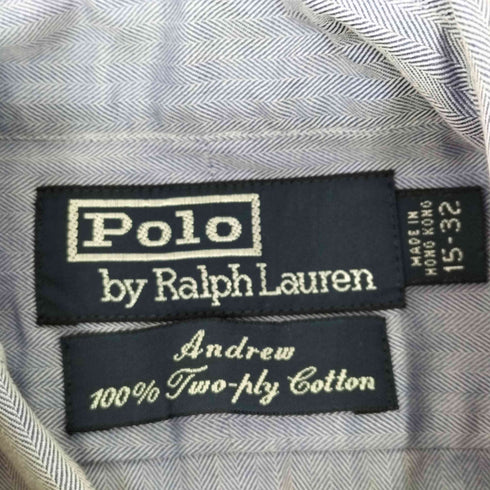 Polo
by Ralph Lauren
MADE IN
HONG KONG
15-32
Andrew
100% Two-ply Cotton